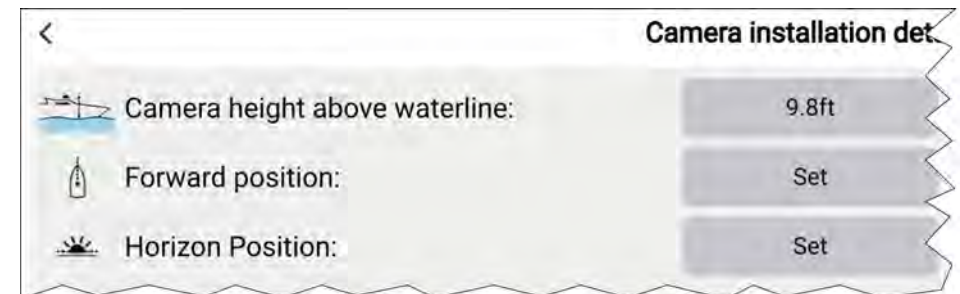 Camera installation det
Camera height above waterline: 9.8ft
Forward position: Set
Horizon Position: Set